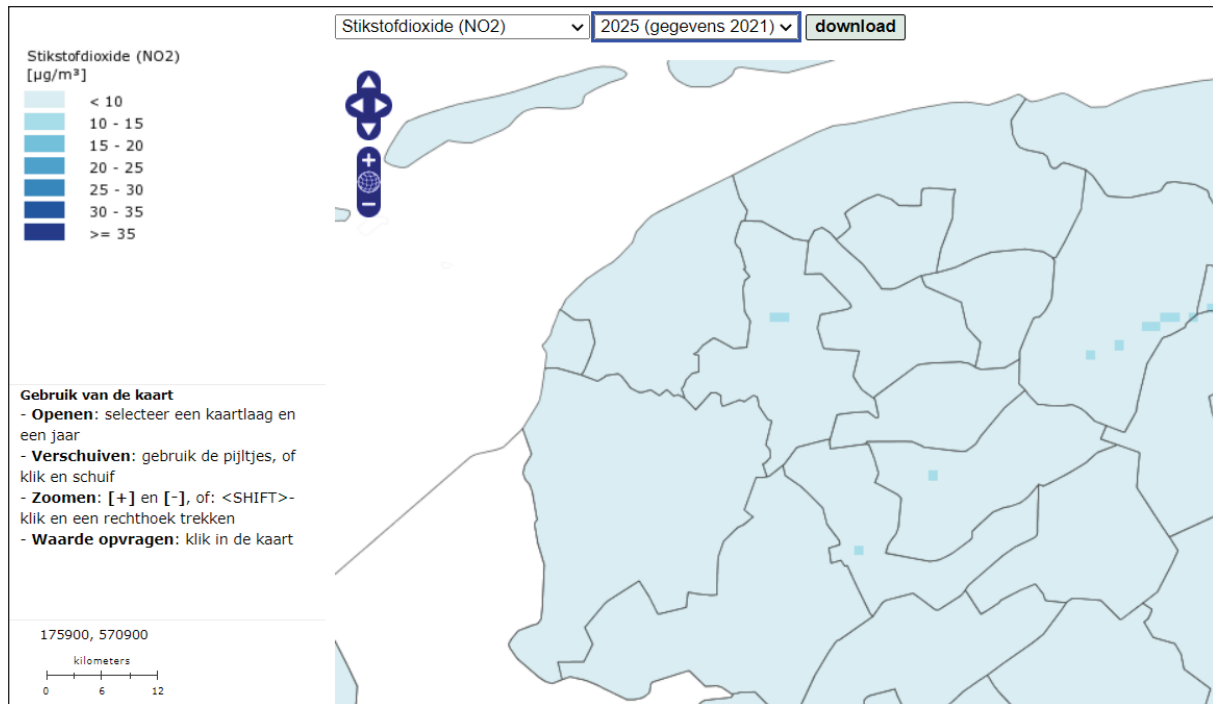 Stikstofdioxide (NO2)
2025 (gegevens 2021)
download
Stikstofdioxide (NO2)
[µg/m³]
< 10
10 - 15
15 - 20
20 - 25
25 - 30
30 - 35
>= 35
Gebruik van de kaart
- Openen: selecteer een kaartlaag en
een jaar
- Verschuiven: gebruik de pijltjes, of
klik en schuif
- Zoomen: [+] en [-], of: <SHIFT>-
klik en een rechthoek trekken
- Waarde opvragen: klik in de kaart
175900, 570900
kilometers
0 6 12